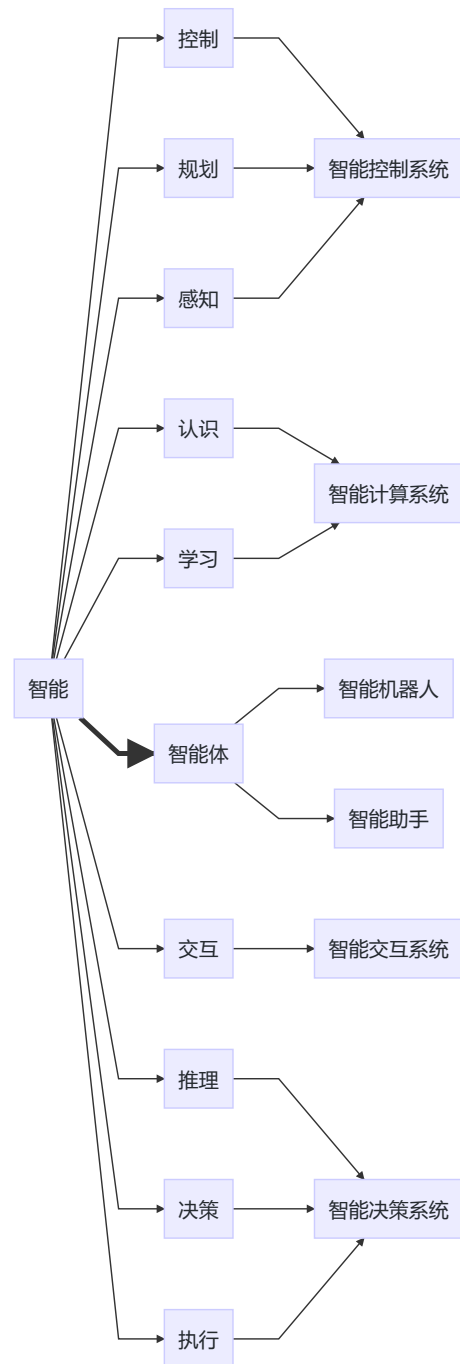 控制
规划
智能控制系统
感知
认识
智能计算系统
学习
智能
智能机器人
智能体
智能助手
交互
智能交互系统
推理
决策
智能决策系统
执行